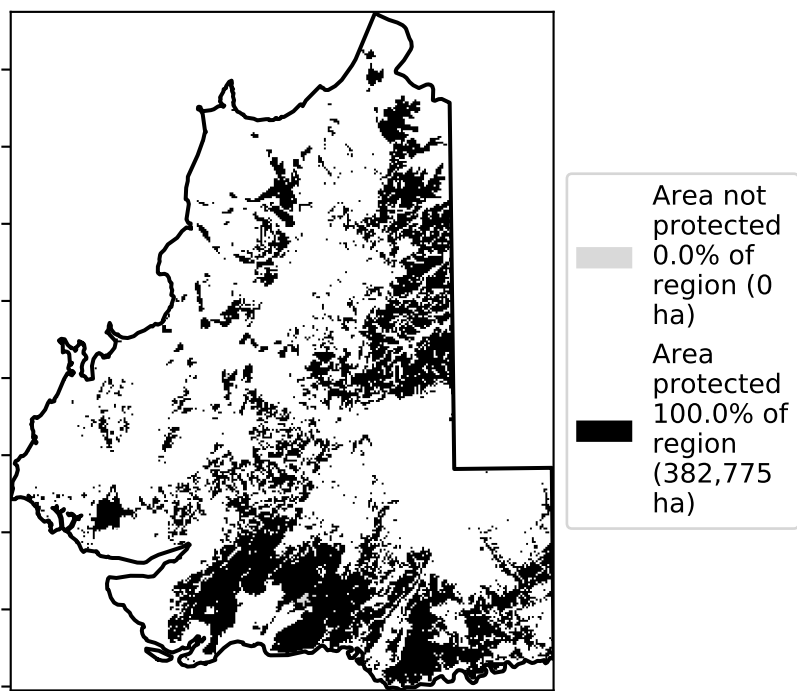 Area not
protected
0.0% of
region (0
ha)
Area
protected
100.0% of
region
(382,775
ha)